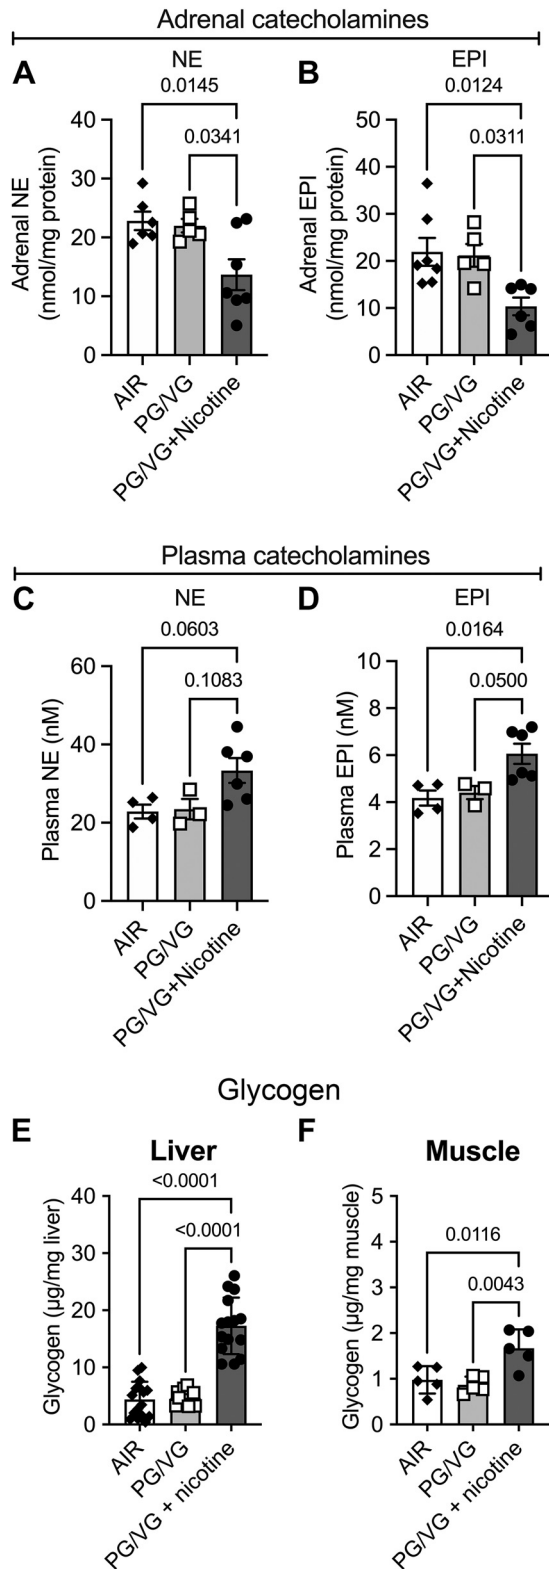 Adrenal catecholamines
A
NE
0.0145
0.0341
Adrenal NE
(nmol/mg protein)
40
30
20
10
0
AIR
PG/VG
PG/VG+Nicotine
B
EPI
0.0124
0.0311
Adrenal EPI
(nmol/mg protein)
50
40
30
20
10
0
AIR
PG/VG
PG/VG+Nicotine
Plasma catecholamines
C
NE
0.0603
0.1083
Plasma NE (nM)
60
40
20
0
AIR
PG/VG
PG/VG+Nicotine
D
EPI
0.0164
0.0500
Plasma EPI (nM)
10
8
6
4
2
0
AIR
PG/VG
PG/VG+Nicotine
Glycogen
E
Liver
<0.0001
<0.0001
Glycogen (µg/mg liver)
40
30
20
10
0
AIR
PG/VG
PG/VG + nicotine
F
Muscle
0.0116
0.0043
Glycogen (µg/mg muscle)
5
4
3
2
1
0
AIR
PG/VG
PG/VG + nicotine